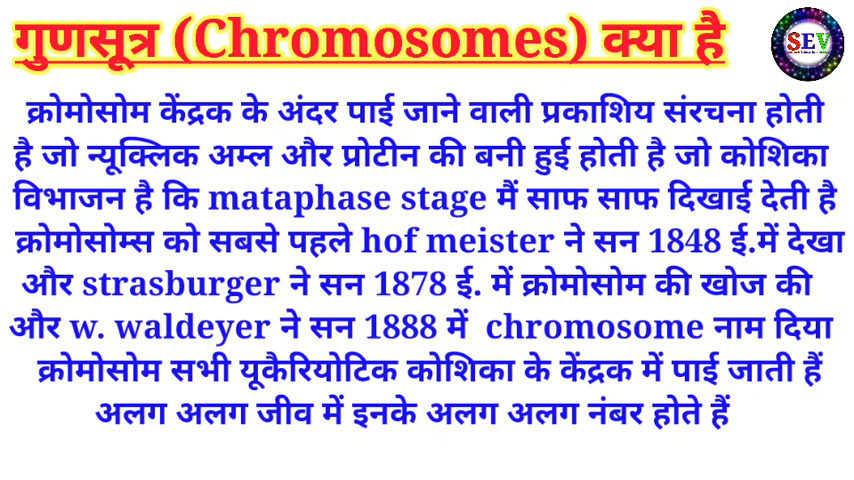 गुणसूत्र (Chromosomes) क्या है
SEV
क्रोमोसोम केंद्रक के अंदर पाई जाने वाली प्रकाशिय संरचना होती
है जो न्यूक्लिक अम्ल और प्रोटीन की बनी हुई होती है जो कोशिका
विभाजन है कि mataphase stage मैं साफ साफ दिखाई देती है
क्रोमोसोम्स को सबसे पहले hof meister ने सन 1848 ई.में देखा
और strasburger ने सन 1878 ई. में क्रोमोसोम की खोज की
और w. waldeyer ने सन 1888 में chromosome नाम दिया
क्रोमोसोम सभी यूकैरियोटिक कोशिका के केंद्रक में पाई जाती हैं
अलग अलग जीव में इनके अलग अलग नंबर होते हैं